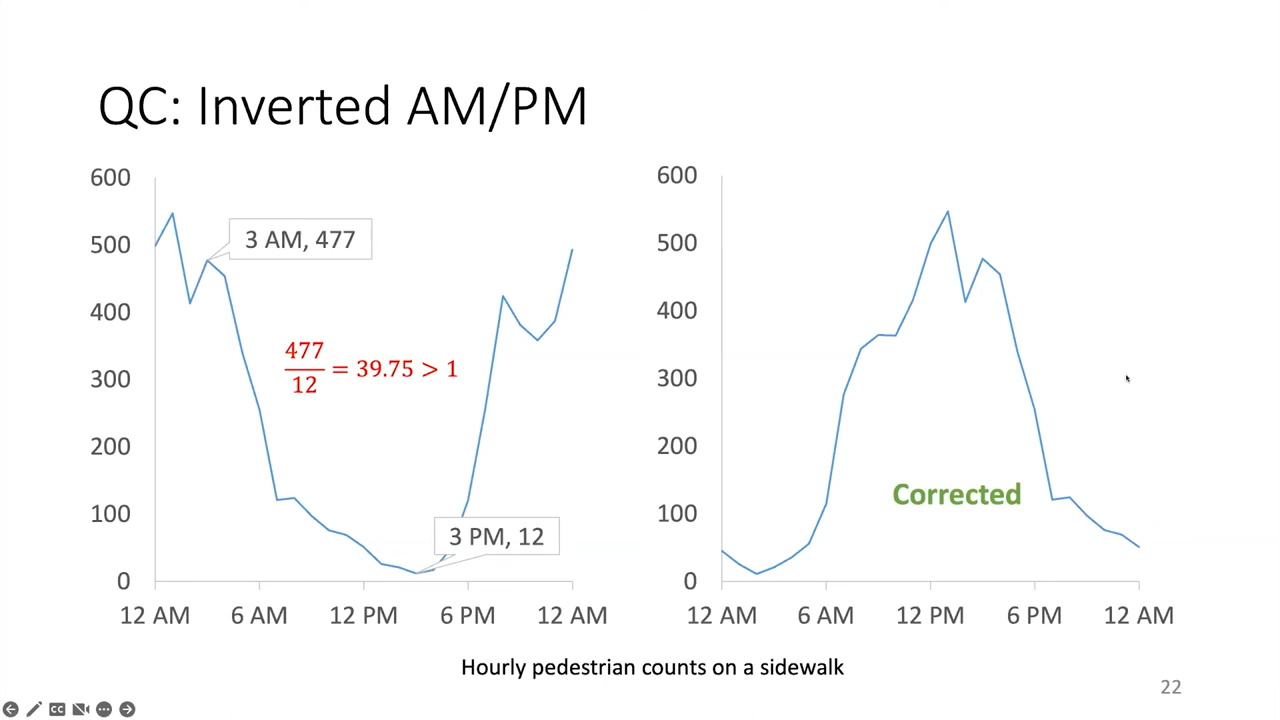 QC: Inverted AM/PM
600
500
400
300
200
100
0
12 AM 6 AM 12 PM 6 PM 12 AM
3 AM, 477
477
12
= 39.75 > 1
3 PM, 12
600
500
400
300
200
100
0
12 AM 6 AM 12 PM 6 PM 12 AM
Corrected
Hourly pedestrian counts on a sidewalk
22
CC